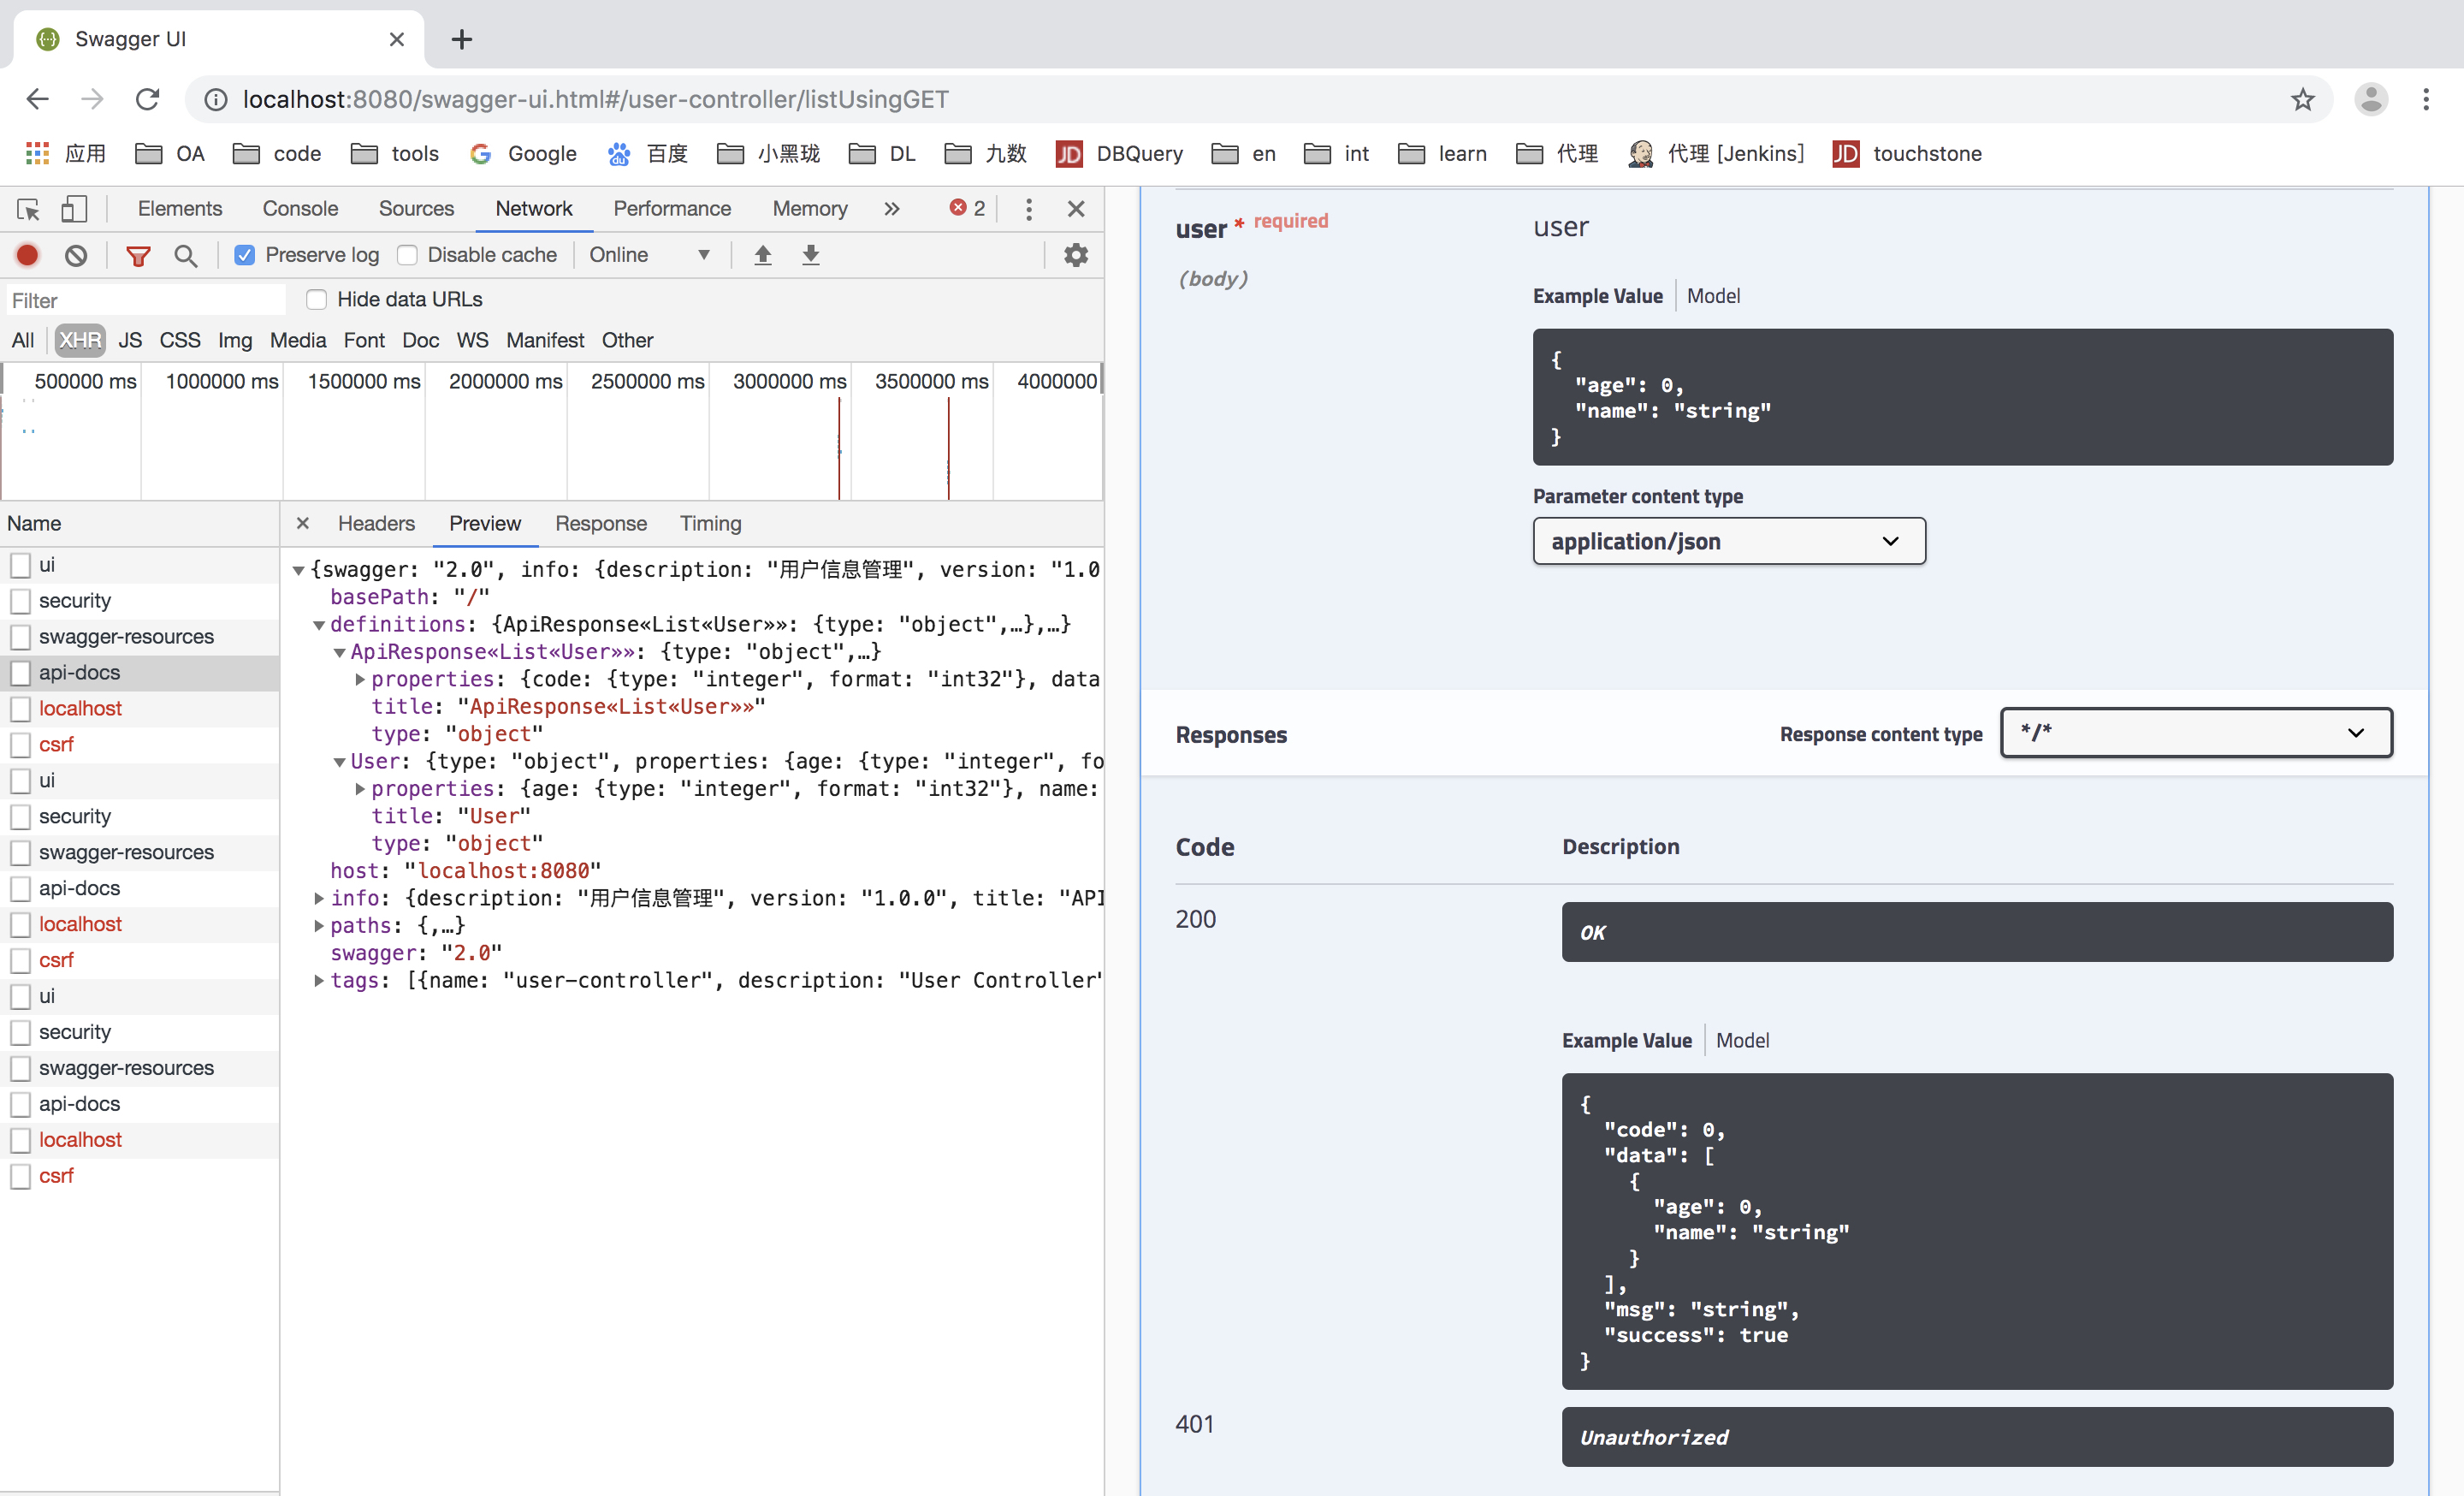 Swagger UI
localhost:8080/swagger-ui.html#/user-controller/listUsingGET
应用 OA code tools Google 百度 小黑珑 DL 九数 JD DBQuery en int learn 代理 代理 [Jenkins] JD touchstone
Elements Console Sources Network Performance Memory » 2
Preserve log Disable cache Online
Filter Hide data URLs
All XHR JS CSS Img Media Font Doc WS Manifest Other
500000 ms 1000000 ms 1500000 ms 2000000 ms 2500000 ms 3000000 ms 3500000 ms 4000000
Name
ui
security
swagger-resources
api-docs
localhost
csrf
ui
security
swagger-resources
api-docs
localhost
csrf
ui
security
swagger-resources
api-docs
localhost
csrf
Headers Preview Response Timing
{swagger: "2.0", info: {description: "用户信息管理", version: "1.0
basePath: "/"
definitions: {ApiResponse«List«User»»: {type: "object",…},…}
ApiResponse«List«User»»: {type: "object",…}
properties: {code: {type: "integer", format: "int32"}, data
title: "ApiResponse«List«User»»"
type: "object"
User: {type: "object", properties: {age: {type: "integer", fo
properties: {age: {type: "integer", format: "int32"}, name:
title: "User"
type: "object"
host: "localhost:8080"
info: {description: "用户信息管理", version: "1.0.0", title: "API
paths: {,…}
swagger: "2.0"
tags: [{name: "user-controller", description: "User Controller"
user * required
(body)
user
Example Value Model
{
"age": 0,
"name": "string"
}
Parameter content type
application/json
Responses
Response content type */*
Code Description
200
OK
Example Value Model
{
"code": 0,
"data": [
{
"age": 0,
"name": "string"
}
],
"msg": "string",
"success": true
}
401
Unauthorized